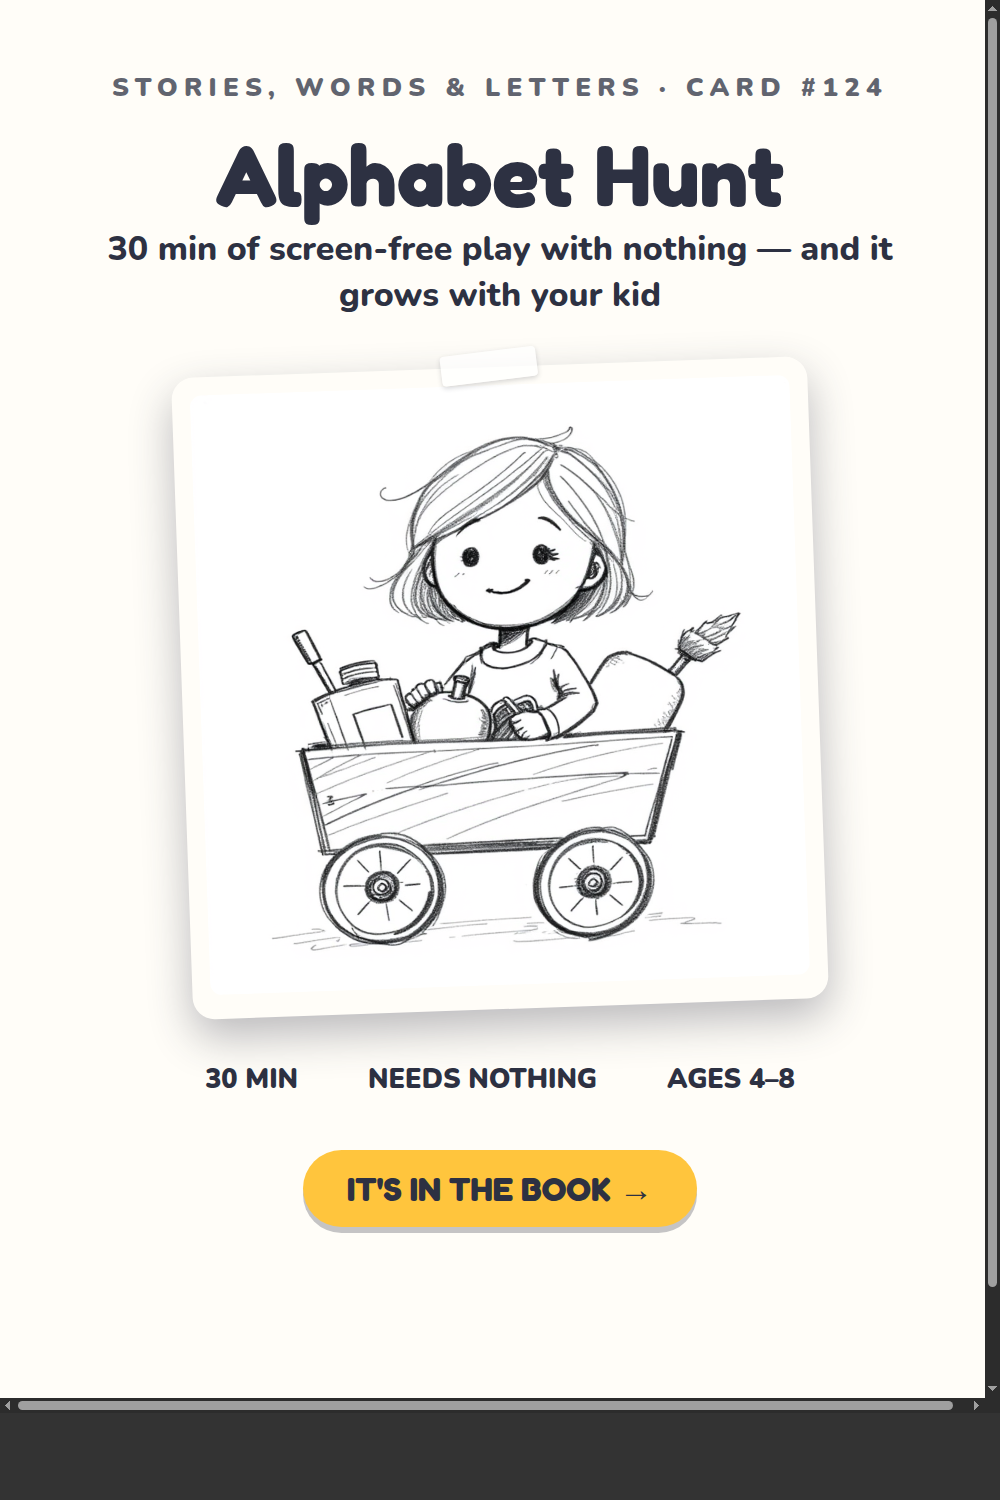 STORIES, WORDS & LETTERS · CARD #124
Alphabet Hunt
30 min of screen-free play with nothing — and it
grows with your kid
30 MIN NEEDS NOTHING AGES 4–8
IT'S IN THE BOOK →